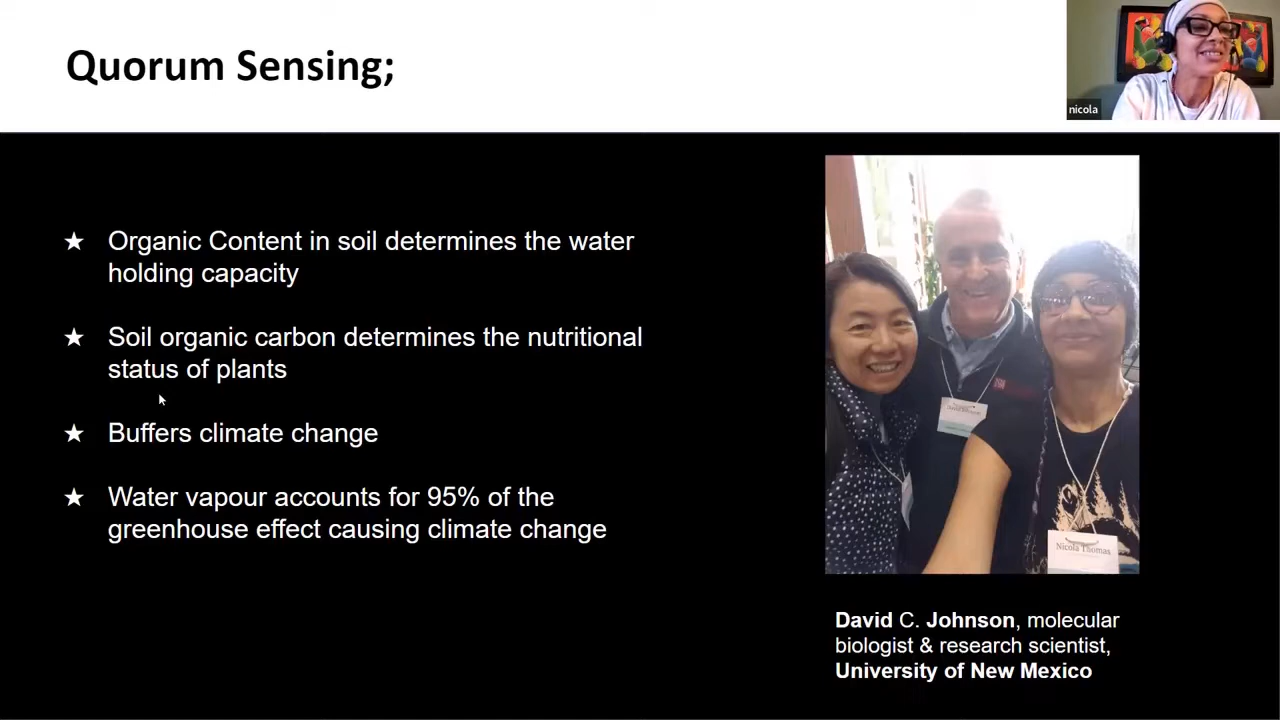 Quorum Sensing;
nicola
★ Organic Content in soil determines the water
holding capacity
★ Soil organic carbon determines the nutritional
status of plants
★ Buffers climate change
★ Water vapour accounts for 95% of the
greenhouse effect causing climate change
Nicola Thomas
David C. Johnson, molecular
biologist & research scientist,
University of New Mexico